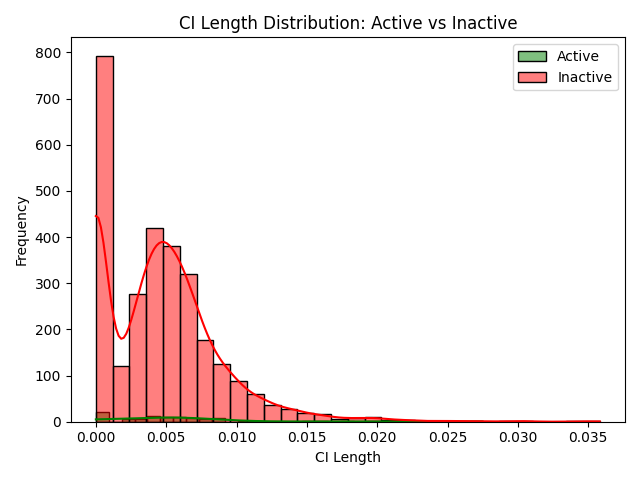 CI Length Distribution: Active vs Inactive
Active
Inactive
Frequency
800
700
600
500
400
300
200
100
0
0.000 0.005 0.010 0.015 0.020 0.025 0.030 0.035
CI Length